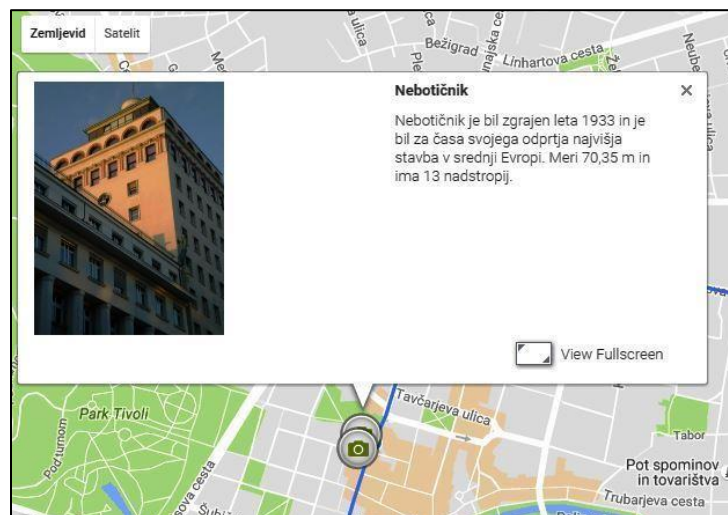 Zemljevid
Satelit
Bežigrad
Linhartova cesta
ulica
Nebotičnik
Nebotičnik je bil zgrajen leta 1933 in je
bil za časa svojega odprtja najvišja
stavba v srednji Evropi. Meri 70,35 m in
ima 13 nadstropij.
View Fullscreen
Park Tivoli
Podturnom
Tavčarjeva ulica
Tabor
Pot spominov
in tovarištva
Trubarjeva cesta